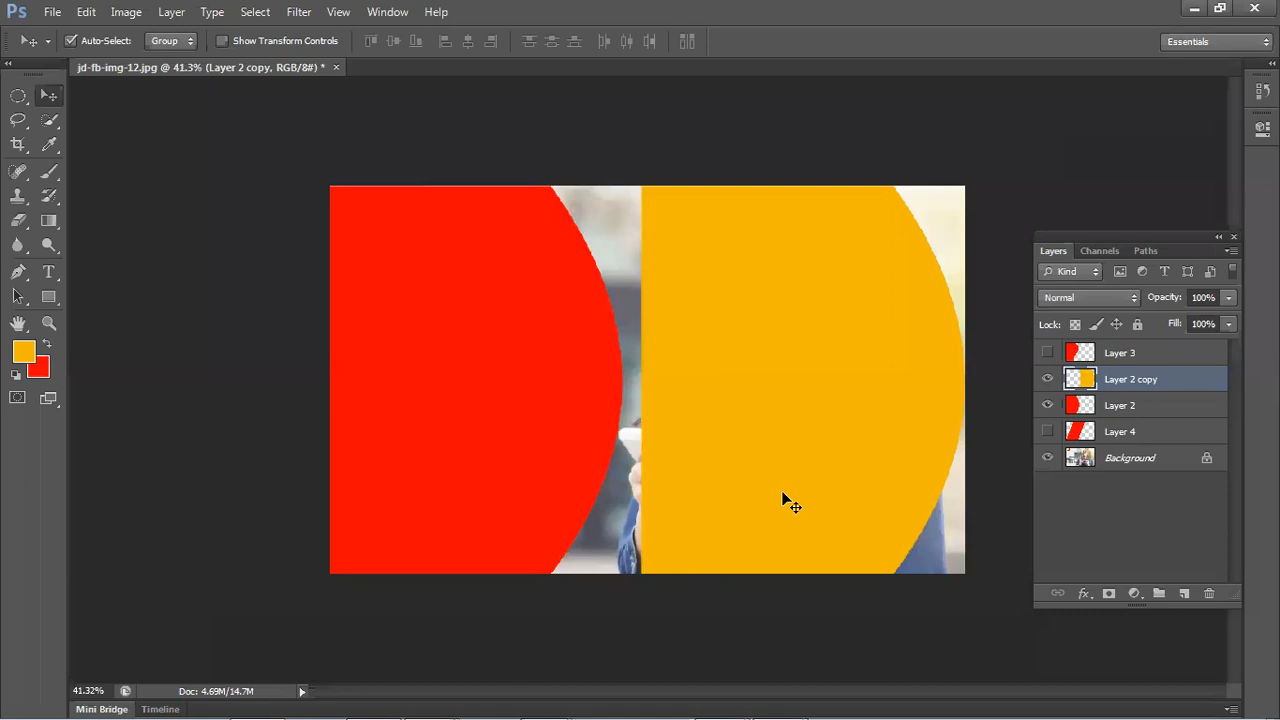 Ps File Edit Image Layer Type Select Filter View Window Help
Auto-Select: Group Show Transform Controls Essentials
jd-fb-img-12.jpg @ 41.3% (Layer 2 copy, RGB/8#) * ×
Layers Channels Paths
Kind T
Normal Opacity: 100%
Lock: Fill: 100%
Layer 3
Layer 2 copy
Layer 2
Layer 4
Background
fx
41.32% Doc: 4.69M/14.7M
Mini Bridge Timeline